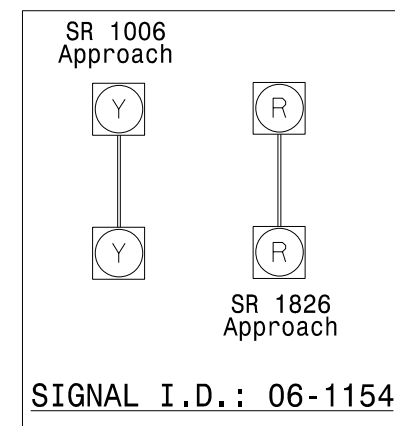 SR 1006
Approach
Y
R
Y
R
SR 1826
Approach
SIGNAL I.D.: 06-1154